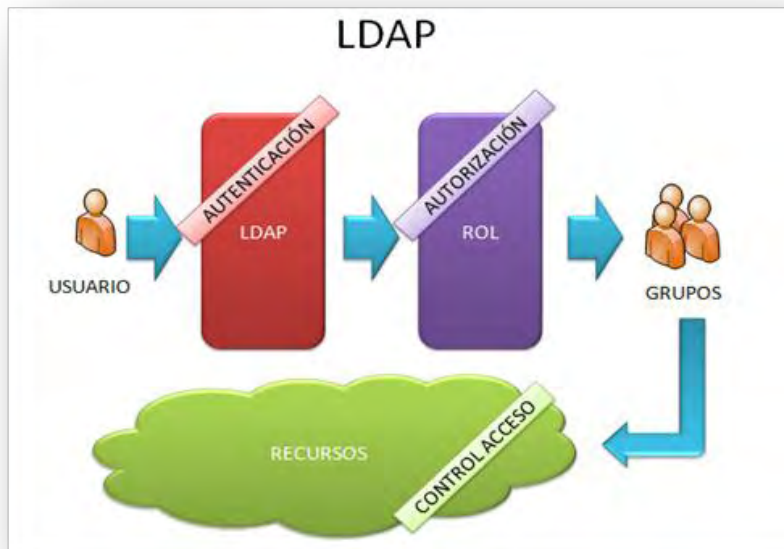 LDAP
AUTENTICACIÓN
AUTORIZACIÓN
LDAP
ROL
USUARIO
GRUPOS
RECURSOS
CONTROL ACCESO